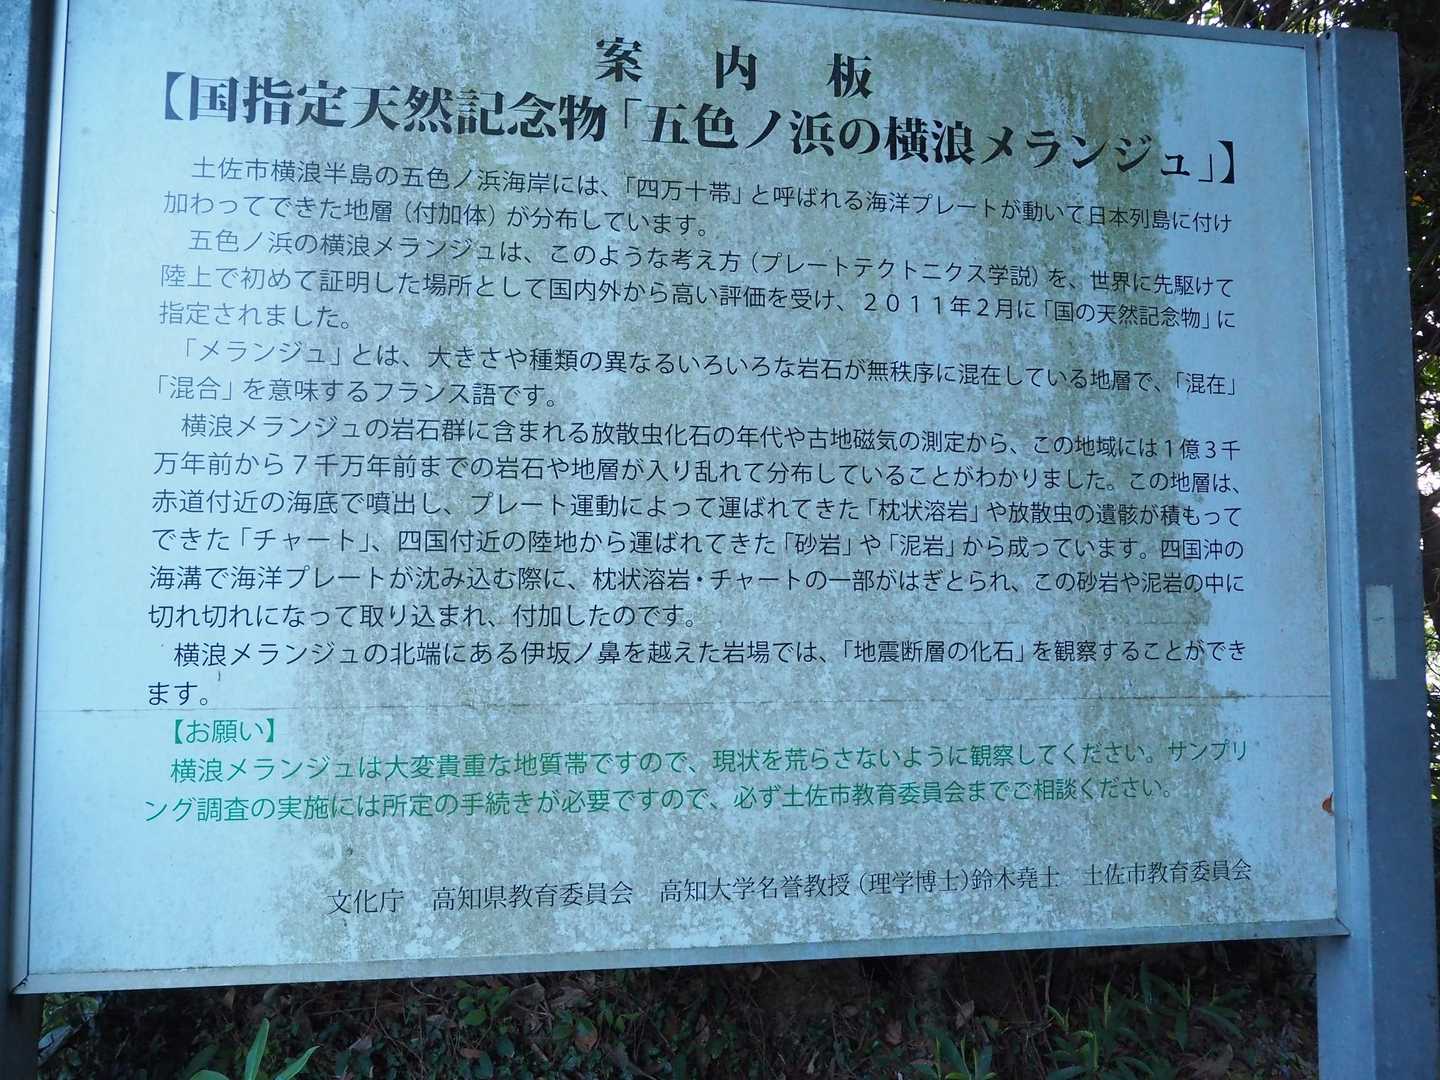 案内板
【国指定天然記念物「五色ノ浜の横浪メランジュ」】
土佐市横浪半島の五色ノ浜海岸には、「四万十帯」と呼ばれる海洋プレートが動いて日本列島に付け
加わってできた地層（付加体）が分布しています。
五色ノ浜の横浪メランジュは、このような考え方（プレートテクトニクス学説）を、世界に先駆けて
陸上で初めて証明した場所として国内外から高い評価を受け、２０１１年２月に「国の天然記念物」に
指定されました。
「メランジュ」とは、大きさや種類の異なるいろいろな岩石が無秩序に混在している地層で、「混在」
「混合」を意味するフランス語です。
横浪メランジュの岩石群に含まれる放散虫化石の年代や古地磁気の測定から、この地域には１億３千
万年前から７千万年前までの岩石や地層が入り乱れて分布していることがわかりました。この地層は、
赤道付近の海底で噴出し、プレート運動によって運ばれてきた「枕状溶岩」や放散虫の遺骸が積もって
できた「チャート」、四国付近の陸地から運ばれてきた「砂岩」や「泥岩」から成っています。四国沖の
海溝で海洋プレートが沈み込む際に、枕状溶岩・チャートの一部がはぎとられ、この砂岩や泥岩の中に
切れ切れになって取り込まれ、付加したのです。
横浪メランジュの北端にある伊坂ノ鼻を越えた岩場では、「地震断層の化石」を観察することができ
ます。
【お願い】
横浪メランジュは大変貴重な地質帯ですので、現状を荒らさないように観察してください。サンプリ
ング調査の実施には所定の手続きが必要ですので、必ず土佐市教育委員会までご相談ください。
文化庁　高知県教育委員会　高知大学名誉教授（理学博士）鈴木堯士　土佐市教育委員会